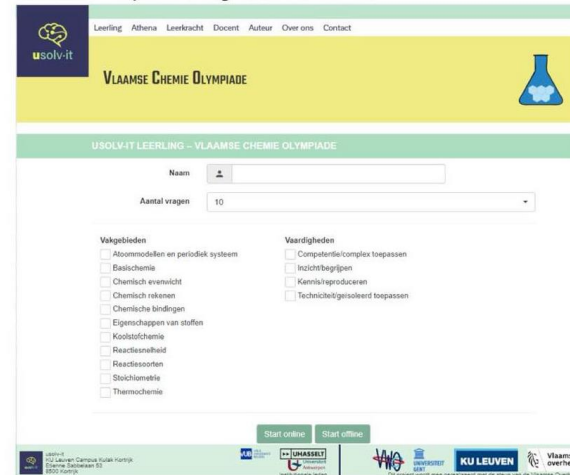 usolv-it
Leerling Athena Leerkracht Docent Auteur Over ons Contact
Vlaamse Chemie Olympiade
USOLV-IT LEERLING – VLAAMSE CHEMIE OLYMPIADE
Naam
Aantal vragen 10
Vakgebieden
Atoommodellen en periodiek systeem
Basischemie
Chemisch evenwicht
Chemisch rekenen
Chemische bindingen
Eigenschappen van stoffen
Koolstofchemie
Reactiesnelheid
Reactiesoorten
Stoichiometrie
Thermochemie
Vaardigheden
Competentie/complex toepassen
Inzicht/begrijpen
Kennis/reproduceren
Techniciteit/geïsoleerd toepassen
Start online Start offline
usolv-it
KU Leuven Campus Kulak Kortrijk
Etienne Sabbelaan 53
8500 Kortrijk
VUB
UHASSELT
Universiteit
Antwerpen
UNIVERSITEIT
GENT
KU LEUVEN
Vlaams